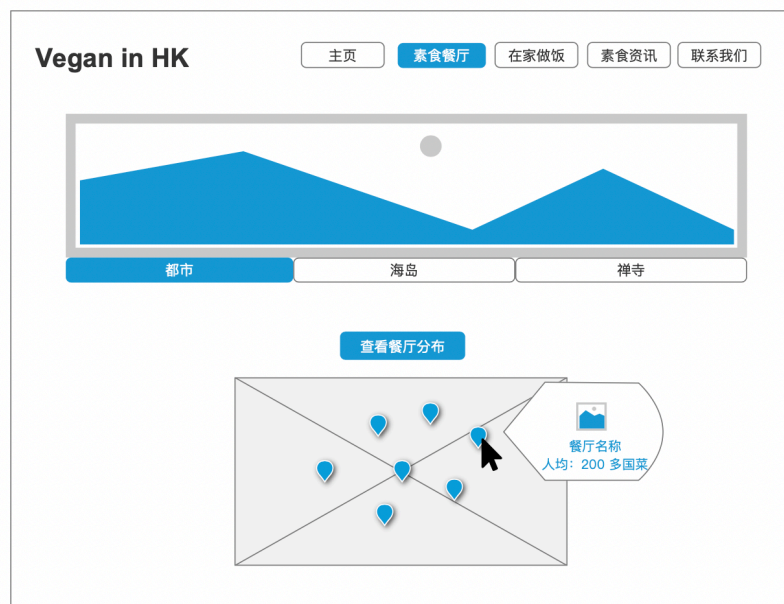 Vegan in HK
主页
素食餐厅
在家做饭
素食资讯
联系我们
都市
海岛
禅寺
查看餐厅分布
餐厅名称
人均：200 多国菜